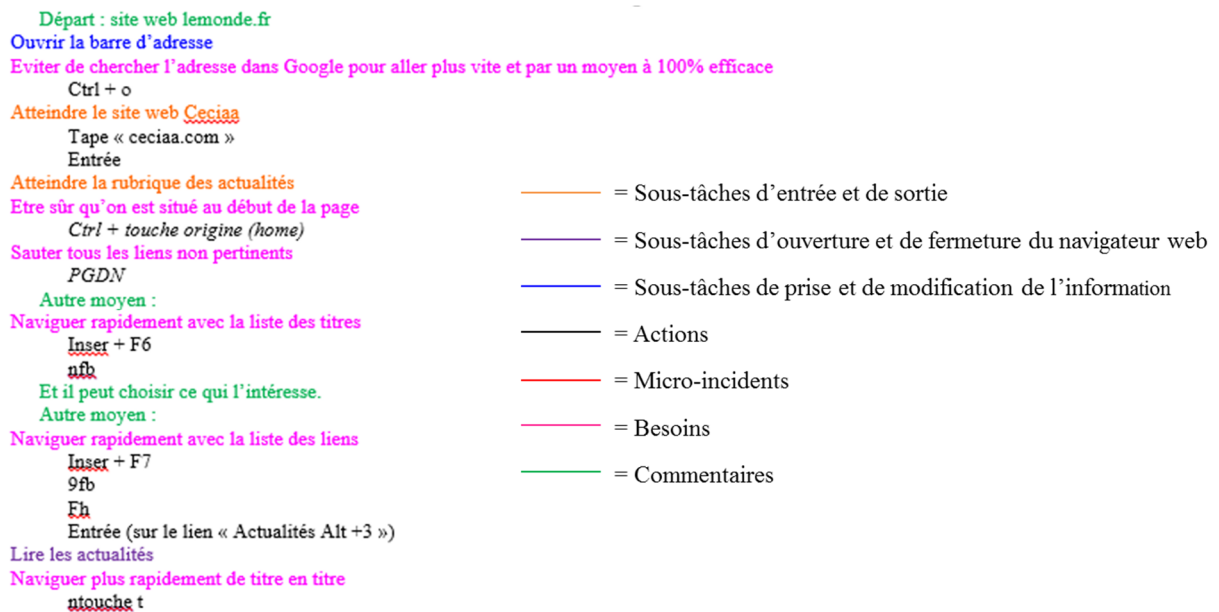 Départ : site web lemonde.fr
Ouvrir la barre d’adresse
Eviter de chercher l’adresse dans Google pour aller plus vite et par un moyen à 100% efficace
Ctrl + o
Atteindre le site web Ceciaa
Tape « ceciaa.com »
Entrée
Atteindre la rubrique des actualités
Etre sûr qu’on est situé au début de la page
Ctrl + touche origine (home)
Sauter tous les liens non pertinents
PGDN
Autre moyen :
Naviguer rapidement avec la liste des titres
Inser + F6
nfb
Et il peut choisir ce qui l’intéresse.
Autre moyen :
Naviguer rapidement avec la liste des liens
Inser + F7
9fb
Fh
Entrée (sur le lien « Actualités Alt +3 »)
Lire les actualités
Naviguer plus rapidement de titre en titre
ntouche t
= Sous-tâches d’entrée et de sortie
= Sous-tâches d’ouverture et de fermeture du navigateur web
= Sous-tâches de prise et de modification de l’information
= Actions
= Micro-incidents
= Besoins
= Commentaires